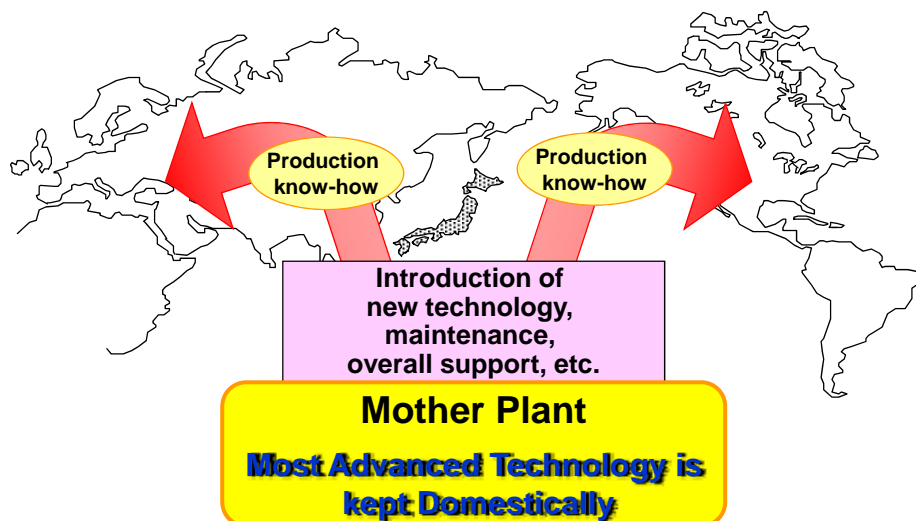 Production
know-how
Production
know-how
Introduction of
new technology,
maintenance,
overall support, etc.
Mother Plant
Most Advanced Technology is
kept Domestically